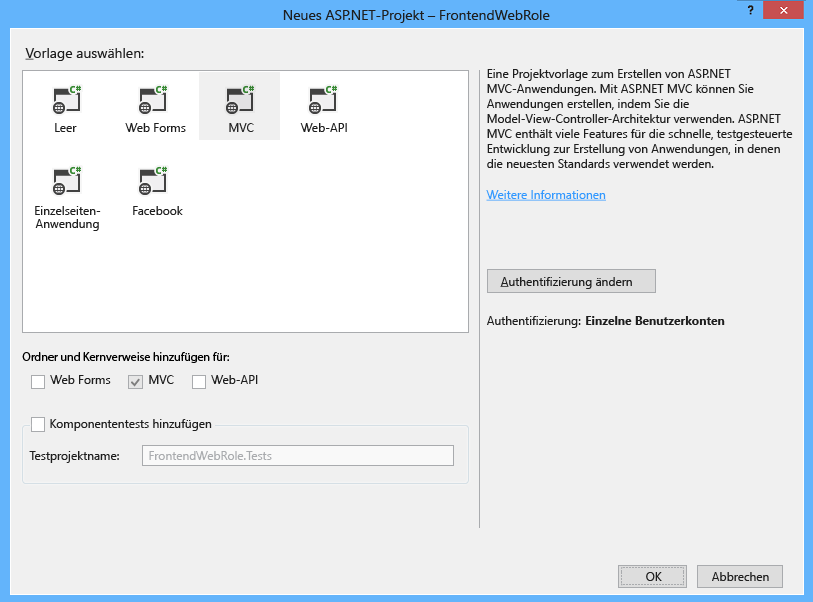 Neues ASP.NET-Projekt – FrontendWebRole
?
Vorlage auswählen:
C# C# C# C#
Leer Web Forms MVC Web-API
C# C#
Einzelseiten- Facebook
Anwendung
Eine Projektvorlage zum Erstellen von ASP.NET
MVC-Anwendungen. Mit ASP.NET MVC können Sie
Anwendungen erstellen, indem Sie die
Model-View-Controller-Architektur verwenden. ASP.NET
MVC enthält viele Features für die schnelle, testgesteuerte
Entwicklung zur Erstellung von Anwendungen, in denen
die neuesten Standards verwendet werden.
Weitere Informationen
Authentifizierung ändern
Authentifizierung: Einzelne Benutzerkonten
Ordner und Kernverweise hinzufügen für:
Web Forms MVC Web-API
Komponententests hinzufügen
Testprojektname: FrontendWebRole.Tests
OK Abbrechen